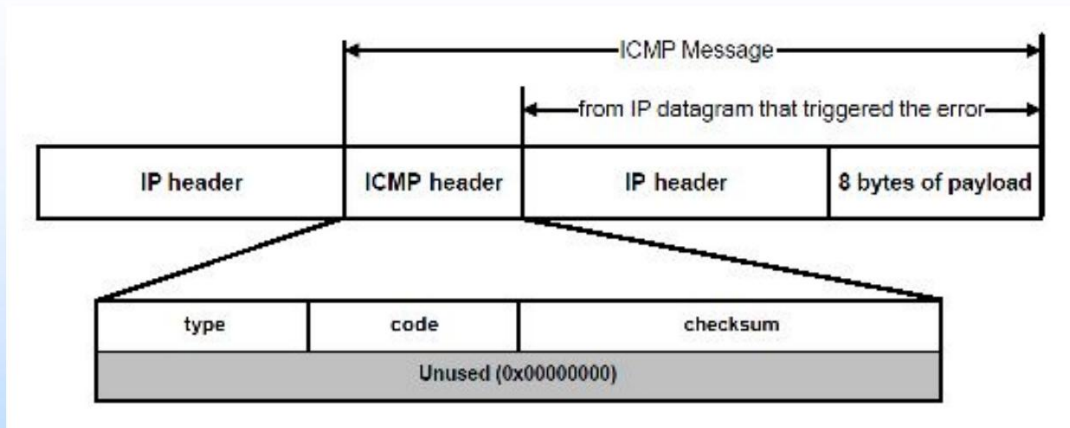 ICMP Message
from IP datagram that triggered the error
IP header
ICMP header
IP header
8 bytes of payload
type
code
checksum
Unused (0x00000000)